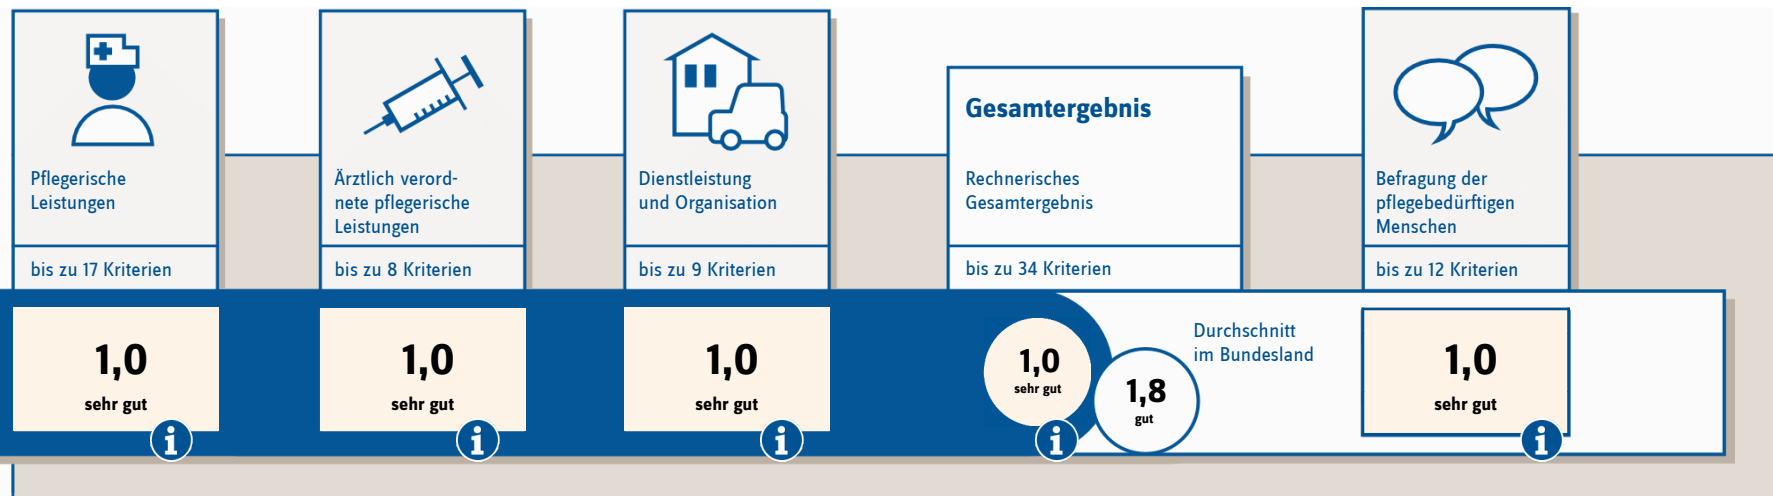 Pflegerische
Leistungen
bis zu 17 Kriterien
1,0
sehr gut
i
Ärztlich verord-
nete pflegerische
Leistungen
bis zu 8 Kriterien
1,0
sehr gut
i
Dienstleistung
und Organisation
bis zu 9 Kriterien
1,0
sehr gut
i
Gesamtergebnis
Rechnerisches
Gesamtergebnis
bis zu 34 Kriterien
1,0
sehr gut
i
Durchschnitt
im Bundesland
1,8
gut
Befragung der
pflegebedürftigen
Menschen
bis zu 12 Kriterien
1,0
sehr gut
i